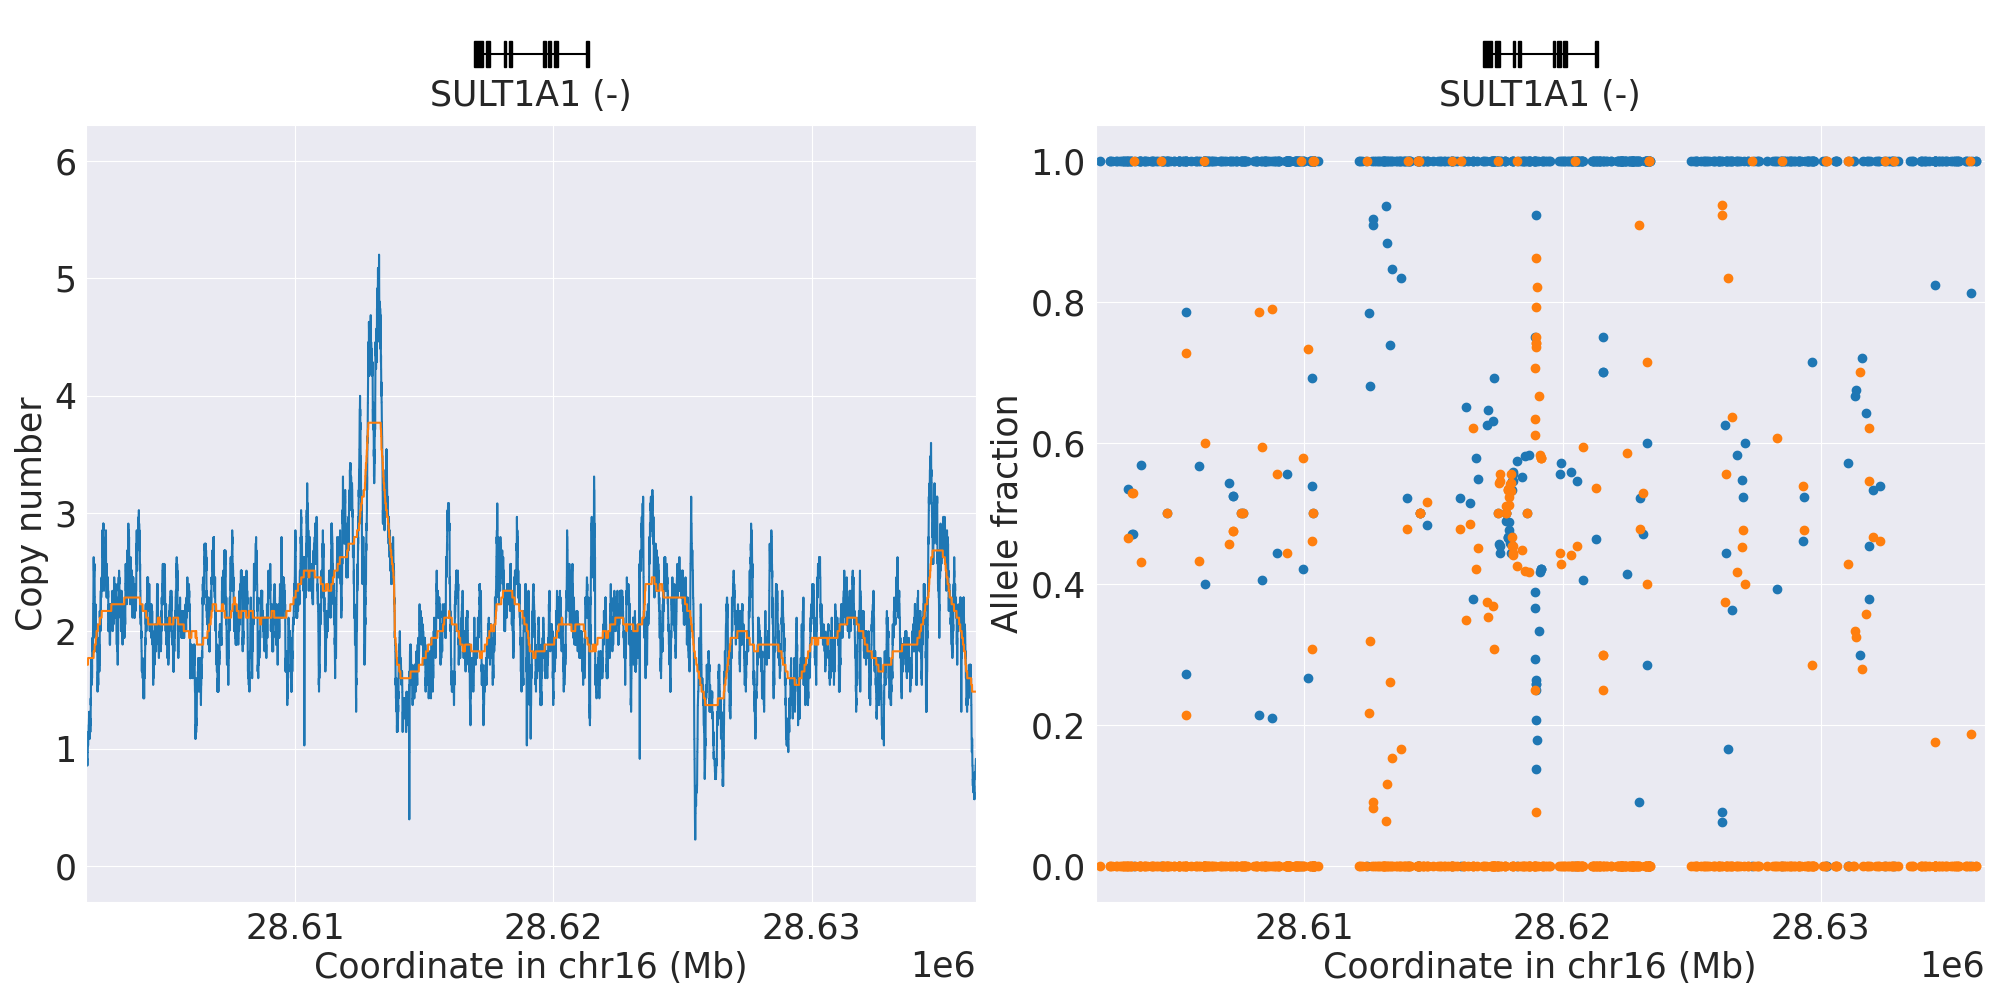 SULT1A1 (-)
6
5
4
3
2
1
0
Copy number
28.61
28.62
28.63
Coordinate in chr16 (Mb)
1e6
SULT1A1 (-)
1.0
0.8
0.6
0.4
0.2
0.0
Allele fraction
28.61
28.62
28.63
Coordinate in chr16 (Mb)
1e6